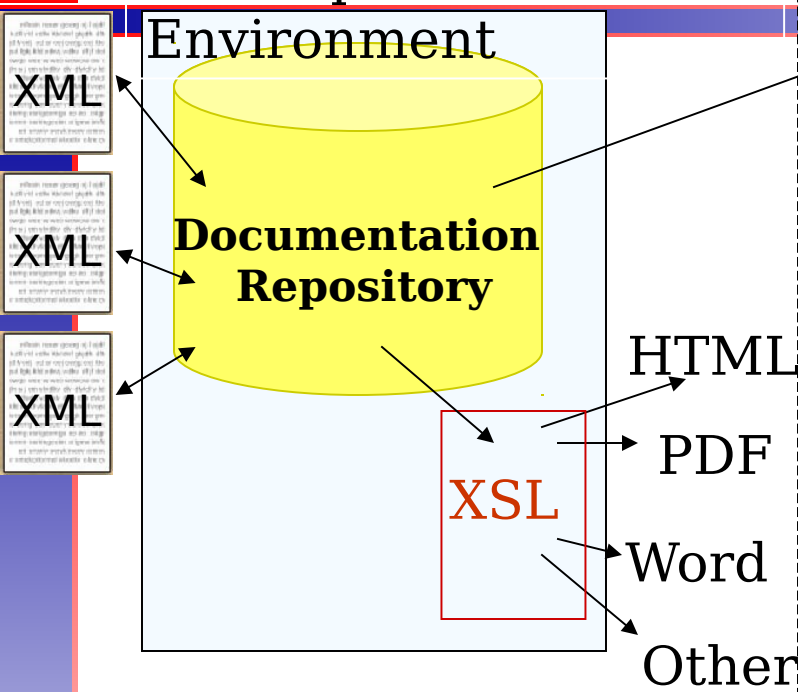 Environment
XML
XML
XML
Documentation
Repository
HTML
PDF
XSL
Word
Other